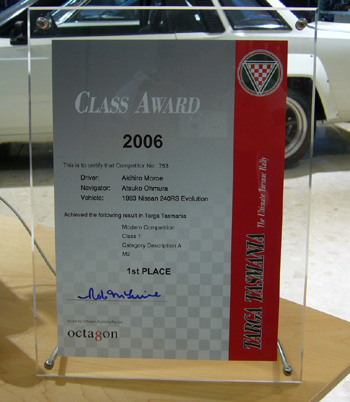 CLASS AWARD
2006
This is to certify that Competitor No: 753
Driver: Akihiro Moroe
Navigator: Atsuko Ohmura
Vehicle: 1983 Nissan 240RS Evolution
Achieved the following result in Targa Tasmania
Modern Competition
Class 1
Category Description A
M2
1st PLACE
octagon
TARGA TASMANIA The Ultimate Tarmac Rally